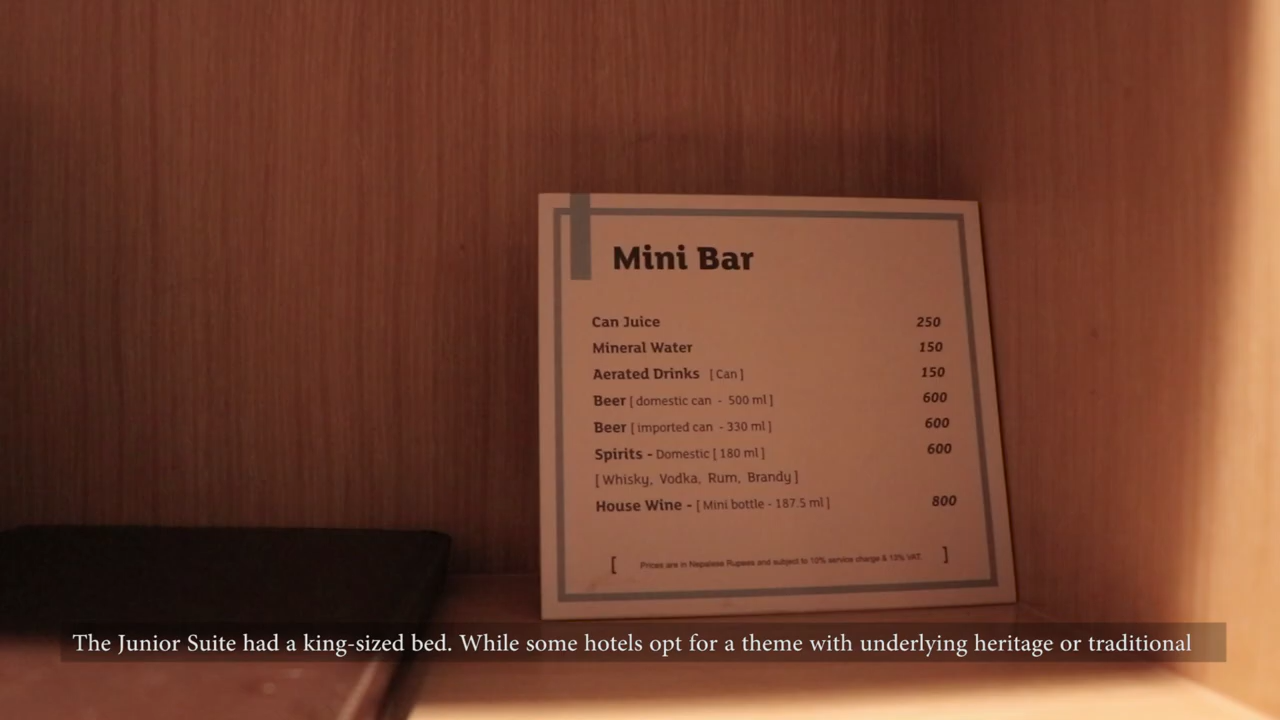 Mini Bar
Can Juice 250
Mineral Water 150
Aerated Drinks [ Can ] 150
Beer [ domestic can - 500 ml ] 600
Beer [ imported can - 330 ml ] 600
Spirits - Domestic [ 180 ml ] 600
[ Whisky, Vodka, Rum, Brandy ]
House Wine - [ Mini bottle - 187.5 ml ] 800
[ Prices are in Nepalese Rupees and subject to 10% service charge & 13% VAT. ]
The Junior Suite had a king-sized bed. While some hotels opt for a theme with underlying heritage or traditional